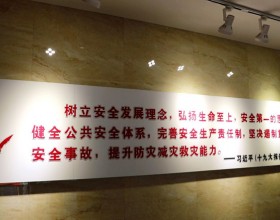 树立安全发展理念，弘扬生命至上，安全第一的思
健全公共安全体系，完善安全生产责任制，坚决遏制
安全事故，提升防灾减灾救灾能力。
——习近平（十九大报